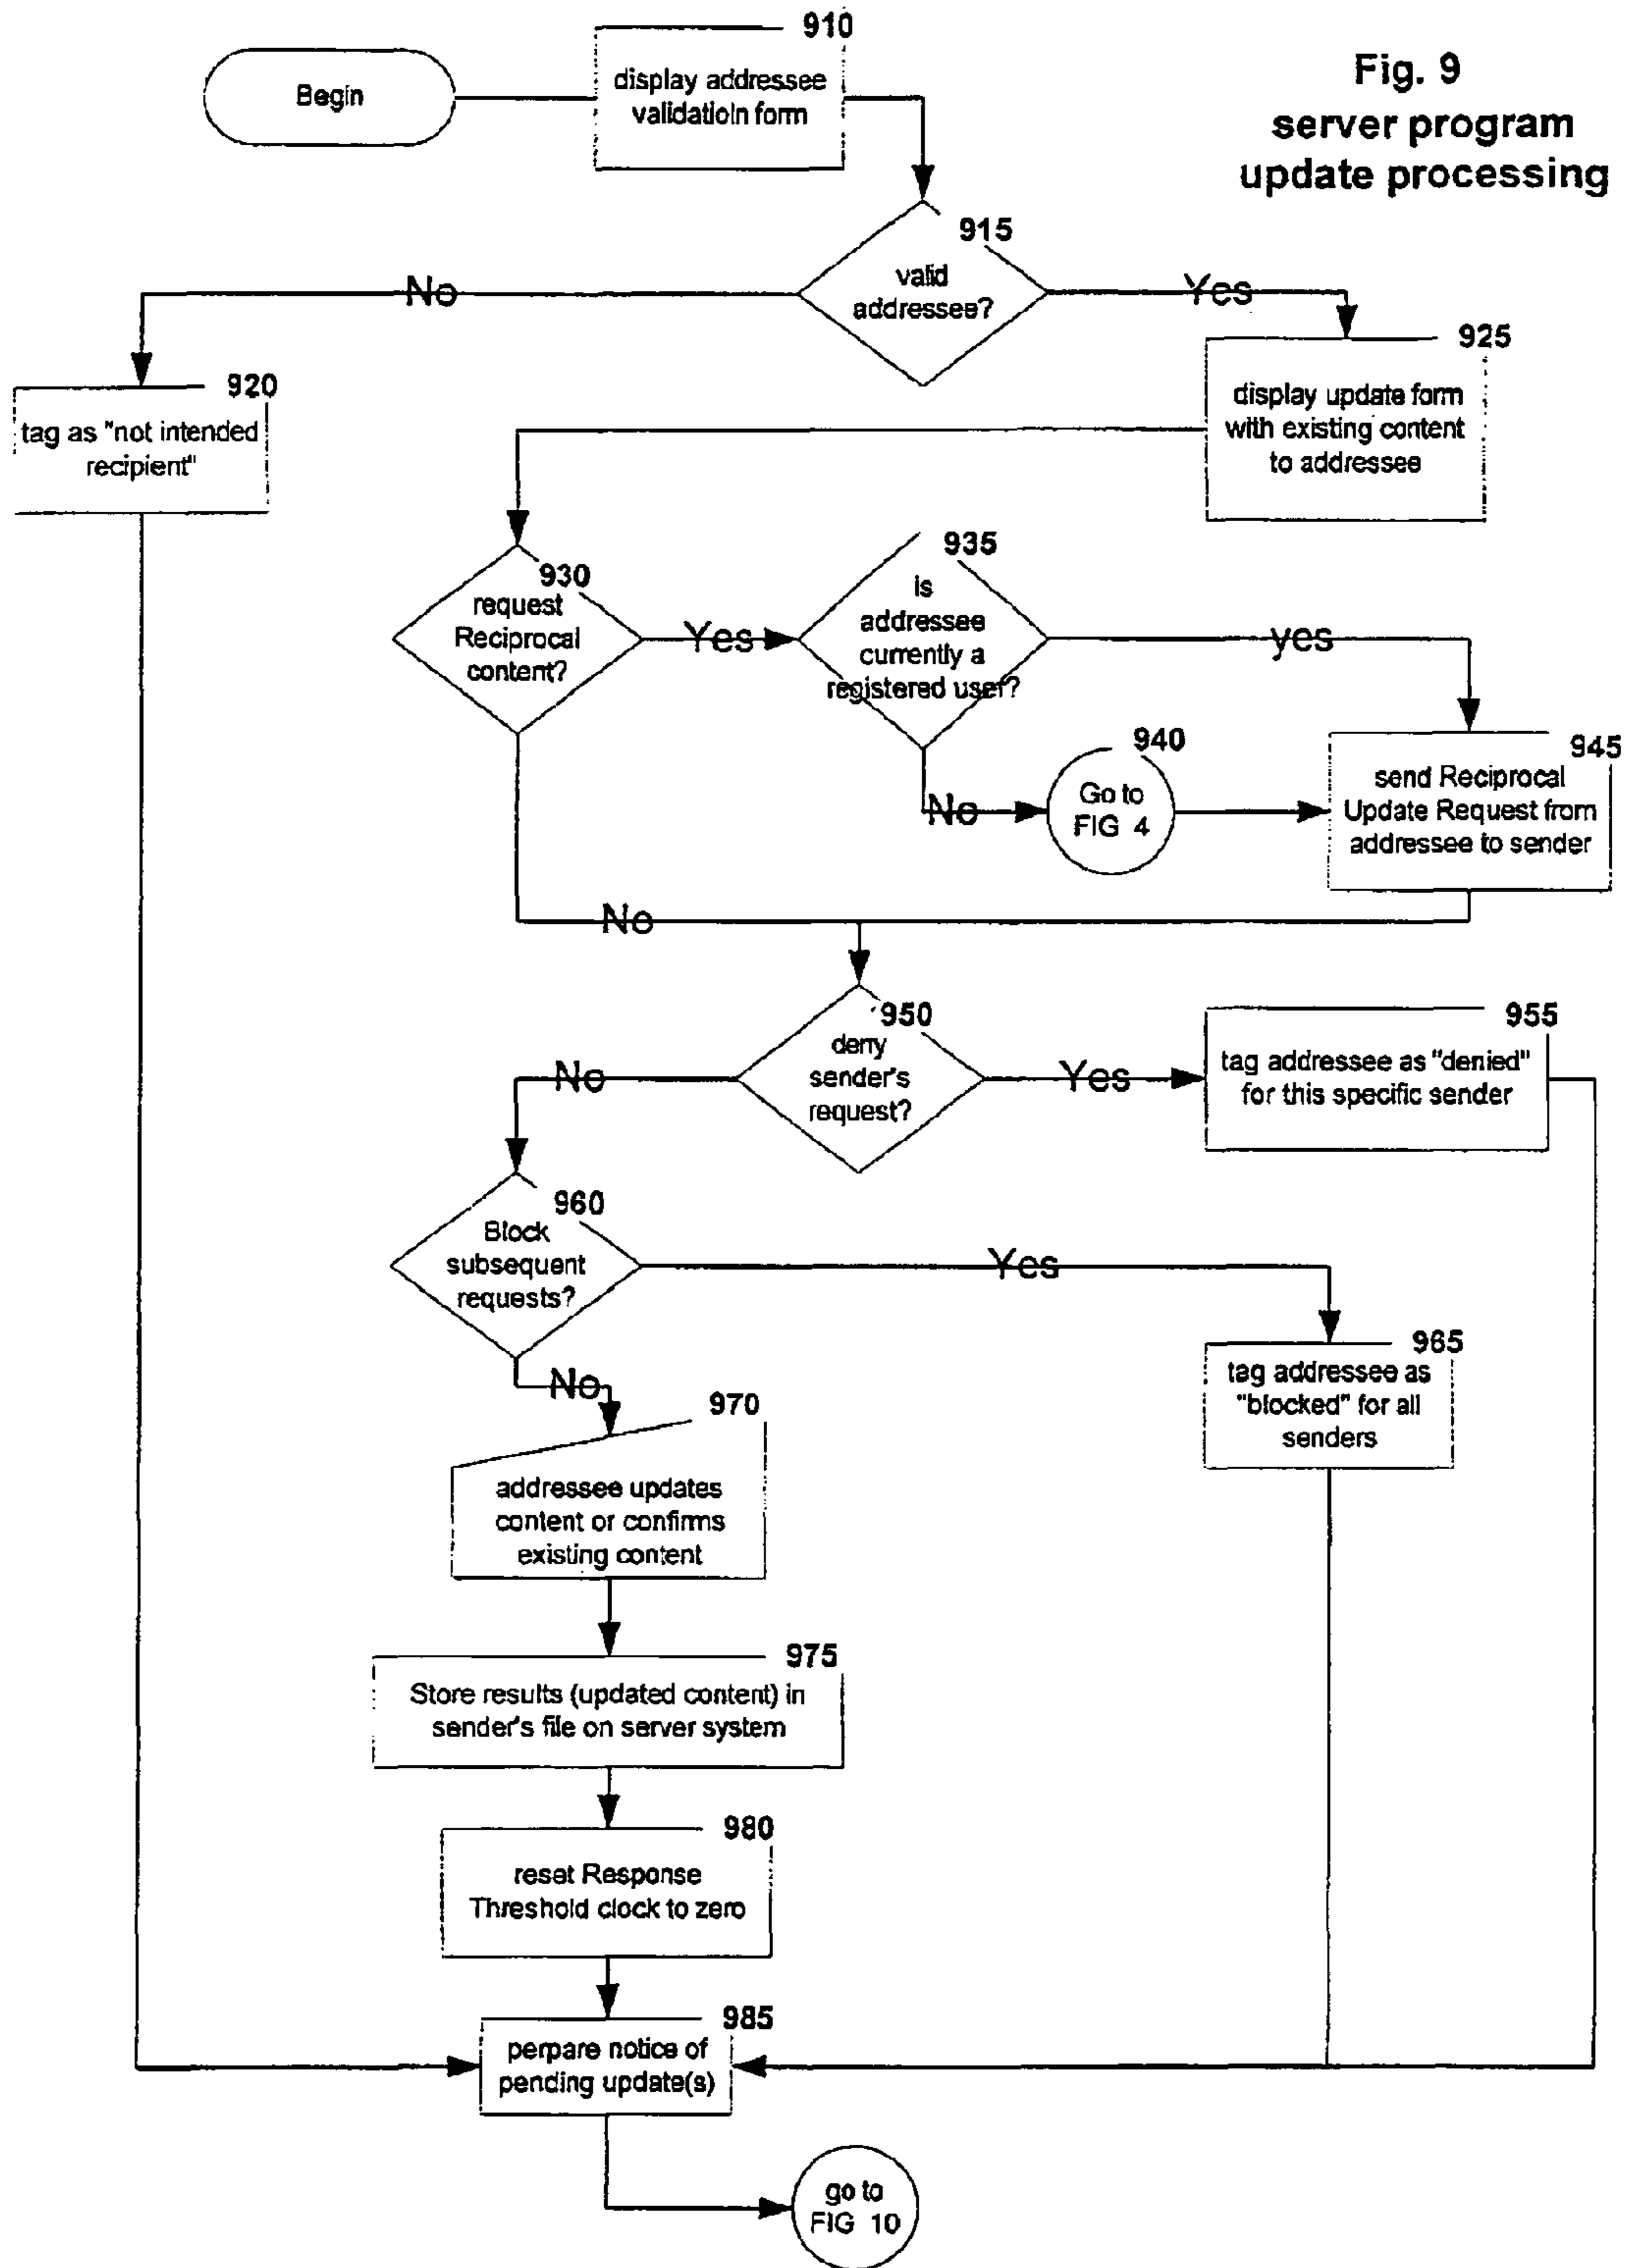 Fig. 9
server program
update processing
Begin
910
display addressee
validatioln form
915
valid
addressee?
No
Yes
920
tag as "not intended
recipient"
925
display update form
with existing content
to addressee
930
request
Reciprocal
content?
Yes
935
is
addressee
currently a
registered user?
yes
No
940
Go to
FIG 4
945
send Reciprocal
Update Request from
addressee to sender
No
950
deny
sender's
request?
No
Yes
955
tag addressee as "denied"
for this specific sender
960
Block
subsequent
requests?
Yes
965
tag addressee as
"blocked" for all
senders
No
970
addressee updates
content or confirms
existing content
975
Store results (updated content) in
sender's file on server system
980
reset Response
Threshold clock to zero
985
perpare notice of
pending update(s)
go to
FIG 10